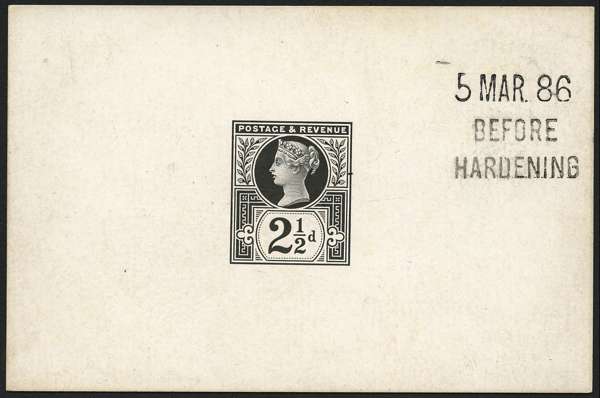 5 MAR. 86
BEFORE
HARDENING
POSTAGE & REVENUE
2½d